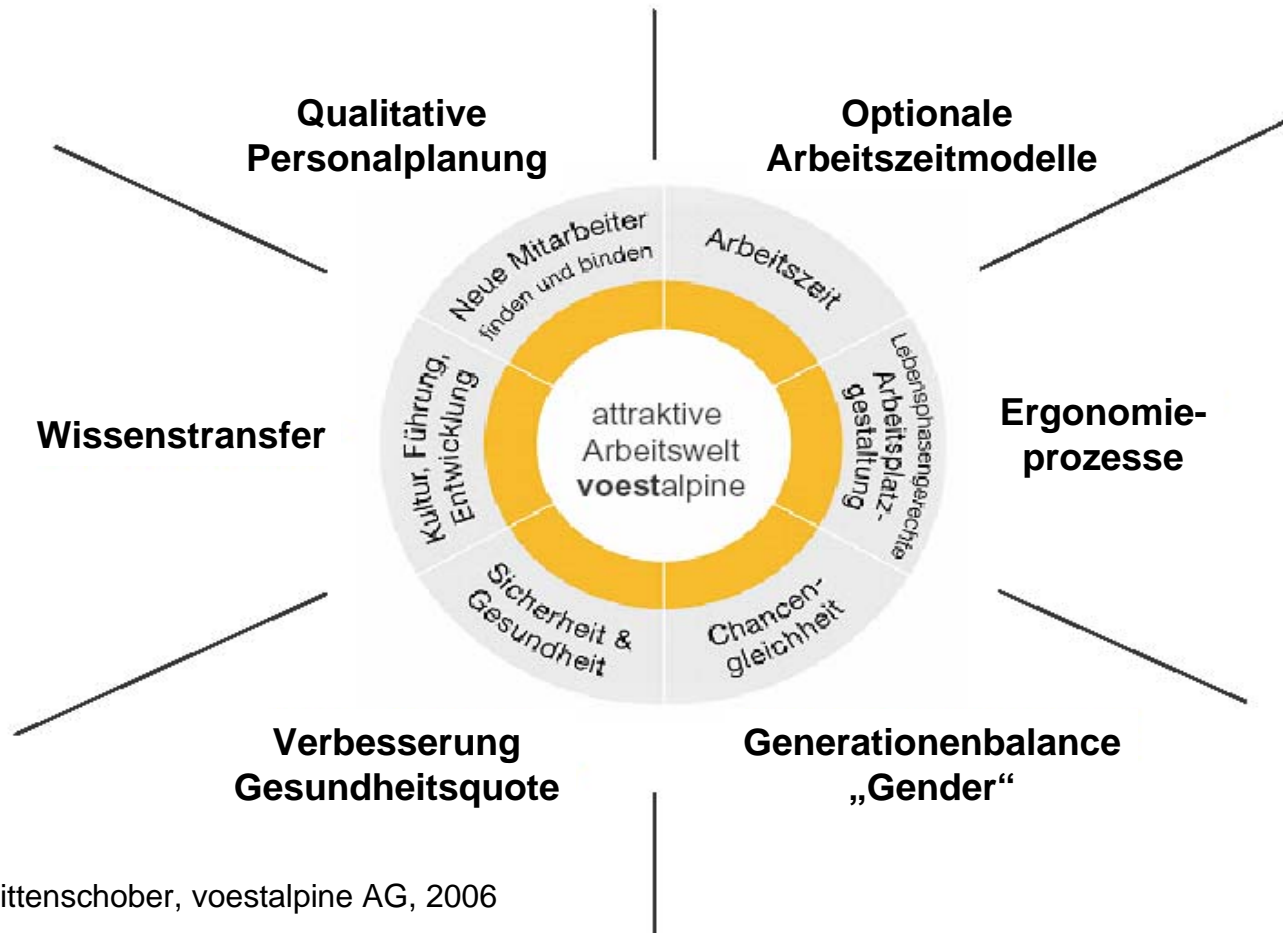 Qualitative
Personalplanung
Optionale
Arbeitszeitmodelle
Neue Mitarbeiter
finden und binden
Arbeitszeit
Kultur, Führung,
Entwicklung
attraktive
Arbeitswelt
voestalpine
Lebensphasengerechte
Arbeitsplatz-
gestaltung
Wissenstransfer
Ergonomie-
prozesse
Sicherheit &
Gesundheit
Chancen-
gleichheit
Verbesserung
Gesundheitsquote
Generationenbalance
„Gender“
ittenschober, voestalpine AG, 2006